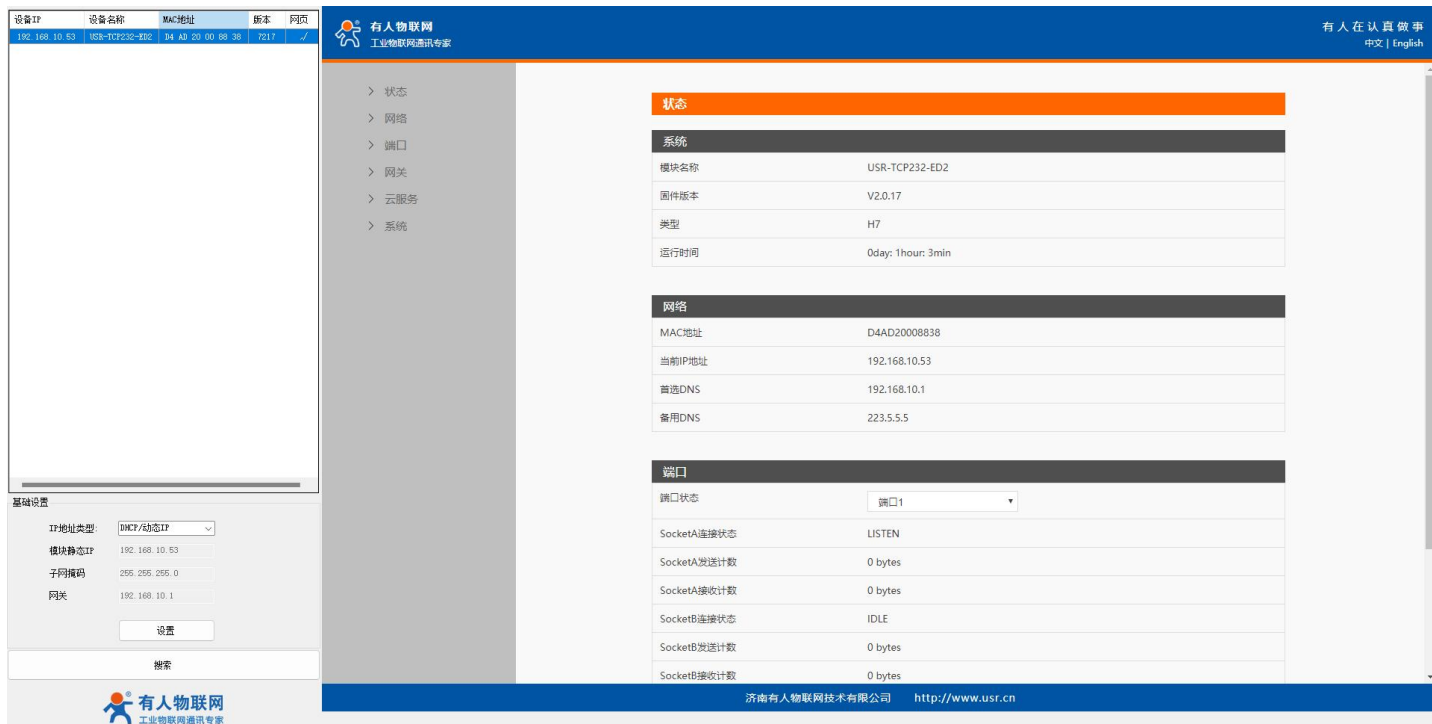 设备IP 设备名称 MAC地址 版本 网页
192.168.10.53 USR-TCP232-ED2 D4 AD 20 00 88 38 7217 √
基础设置
IP地址类型: DHCP/动态IP
模块静态IP 192.168.10.53
子网掩码 255.255.255.0
网关 192.168.10.1
设置
搜索
有人物联网
工业物联网通讯专家
有人物联网
工业物联网通讯专家
有人在认真做事
中文 | English
状态
网络
端口
网关
云服务
系统
状态
系统
模块名称 USR-TCP232-ED2
固件版本 V2.0.17
类型 H7
运行时间 0day: 1hour: 3min
网络
MAC地址 D4AD20008838
当前IP地址 192.168.10.53
首选DNS 192.168.10.1
备用DNS 223.5.5.5
端口
端口状态 端口1
SocketA连接状态 LISTEN
SocketA发送计数 0 bytes
SocketA接收计数 0 bytes
SocketB连接状态 IDLE
SocketB发送计数 0 bytes
SocketB接收计数 0 bytes
济南有人物联网技术有限公司 http://www.usr.cn